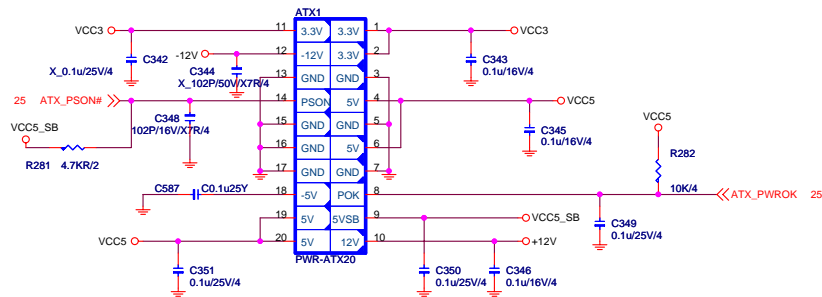 ATX1
VCC3 11 3.3V 3.3V 1 VCC3
C342
X_0.1u/25V/4
-12V 12 -12V 3.3V 2
C343
0.1u/16V/4
C344
X_102P/50V/X7R/4
13 GND GND 3
25 ATX_PSON# 14 PSON 5V 4 VCC5
C348
102P/16V/X7R/4
15 GND GND 5
C345
0.1u/16V/4
VCC5_SB
VCC5
16 GND 5V 6
R281 4.7KR/2
R282
10K/4
17 GND GND 7
C587 C0.1u25Y 18 -5V POK 8 ATX_PWROK 25
19 5V 5VSB 9 VCC5_SB
C349
0.1u/25V/4
VCC5 20 5V 12V 10 +12V
PWR-ATX20
C351
0.1u/25V/4
C350
0.1u/25V/4
C346
0.1u/16V/4